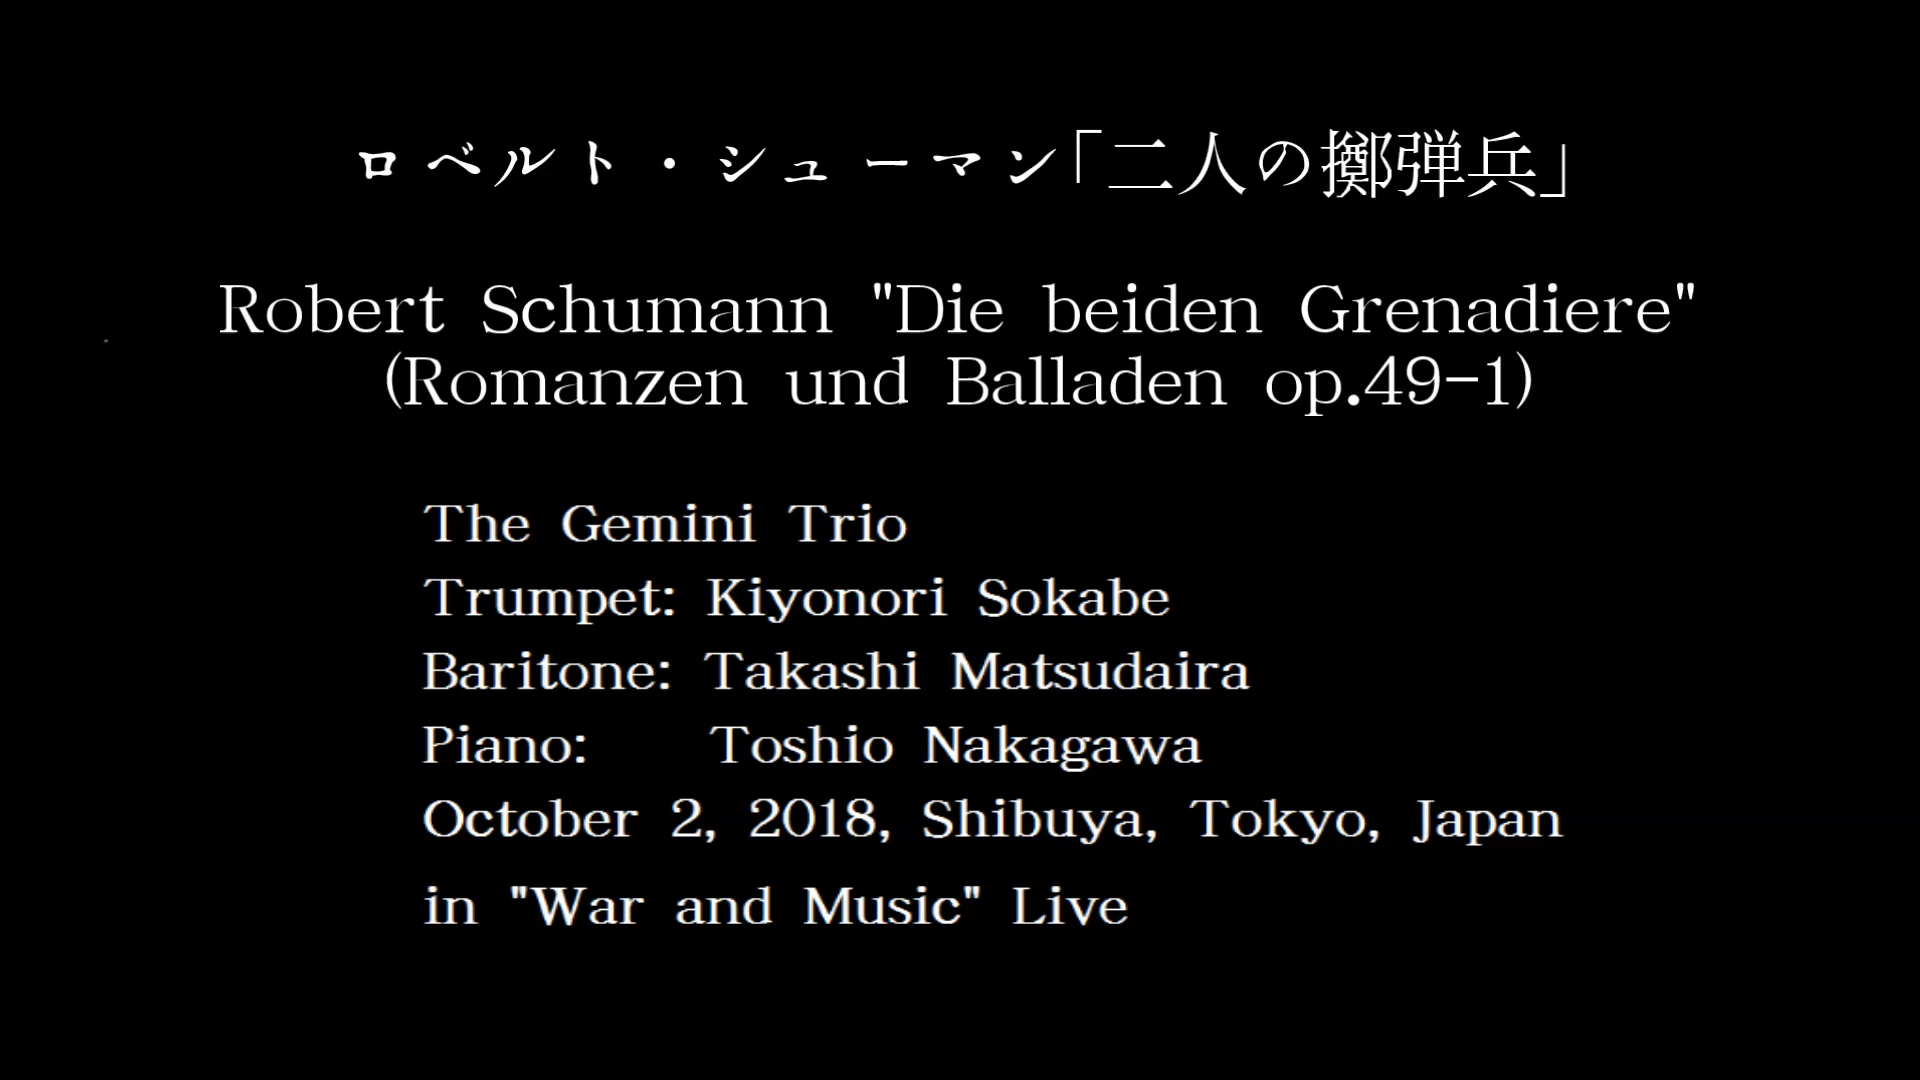 ロベルト・シューマン「二人の擲弾兵」
Robert Schumann "Die beiden Grenadiere"
(Romanzen und Balladen op.49-1)
The Gemini Trio
Trumpet: Kiyonori Sokabe
Baritone: Takashi Matsudaira
Piano: Toshio Nakagawa
October 2, 2018, Shibuya, Tokyo, Japan
in "War and Music" Live